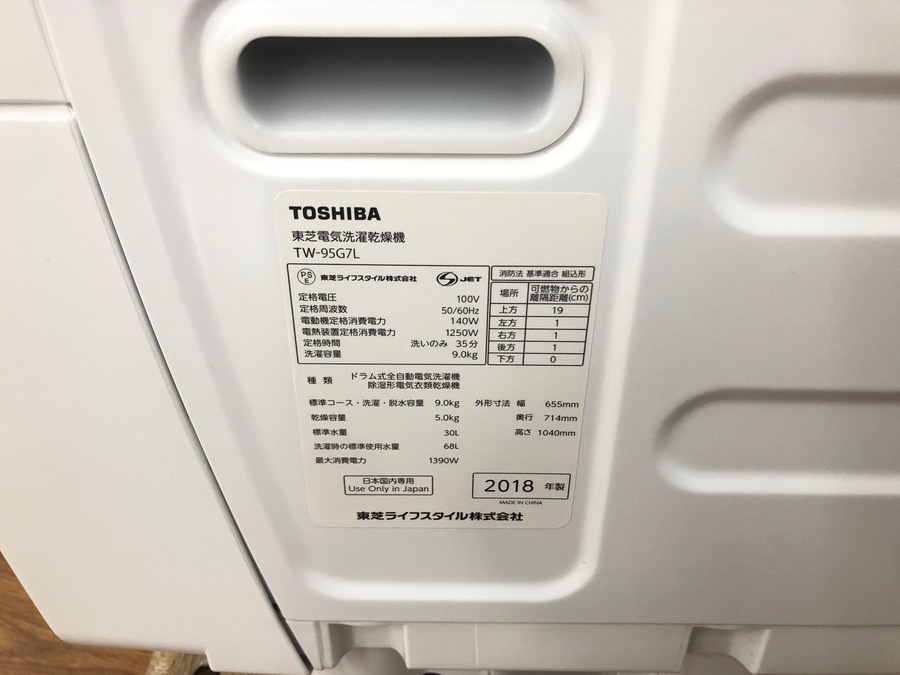 TOSHIBA
東芝電気洗濯乾燥機
TW-95G7L
PS
E
東芝ライフスタイル株式会社
JET
定格電圧 100V
定格周波数 50/60Hz
電動機定格消費電力 140W
電熱装置定格消費電力 1250W
定格時間 洗いのみ 35分
洗濯容量 9.0kg
消防法 基準適合 組込形
場所 可燃物からの
離隔距離(cm)
上方 19
左方 1
右方 1
後方 1
下方 0
種類 ドラム式全自動電気洗濯機
除湿形電気衣類乾燥機
標準コース・洗濯・脱水容量 9.0kg 外形寸法 幅 655mm
乾燥容量 5.0kg 奥行 714mm
標準水量 30L 高さ 1040mm
洗濯時の標準使用水量 68L
最大消費電力 1390W
日本国内専用
Use Only in Japan
2018 年製
MADE IN CHINA
東芝ライフスタイル株式会社